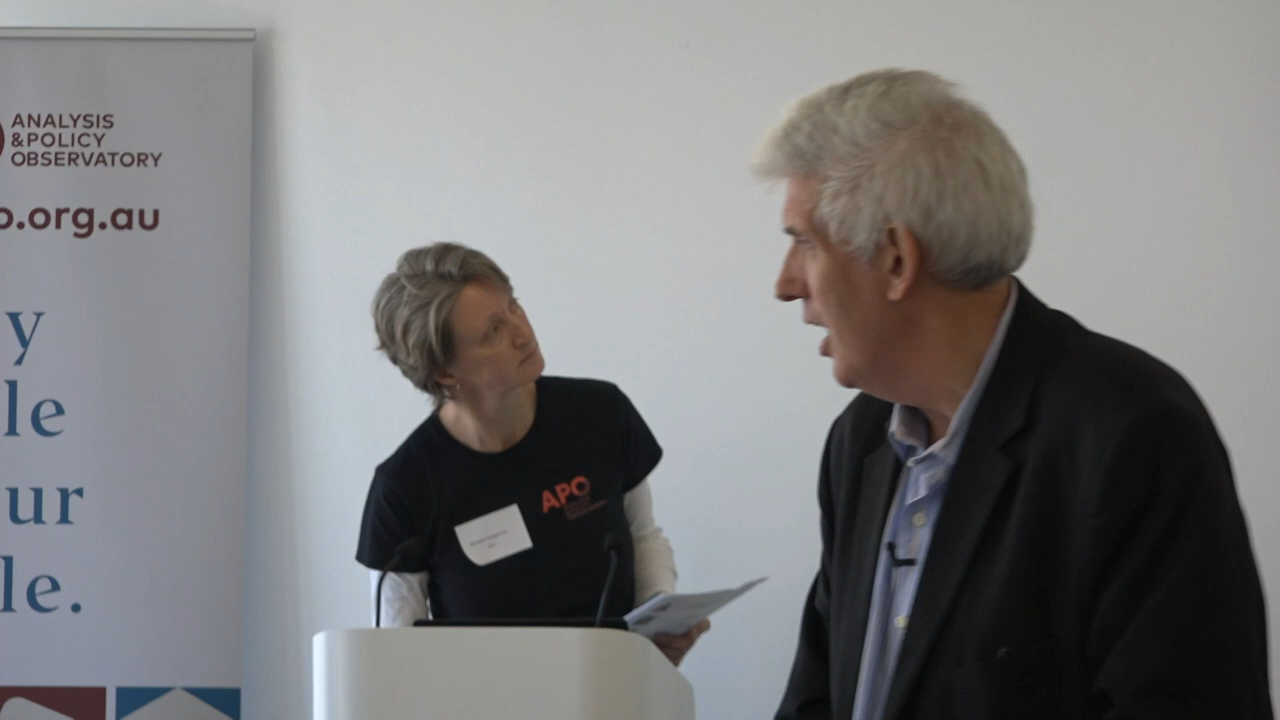 ANALYSIS
&POLICY
OBSERVATORY
o.org.au
y
le
ur
le.
APO